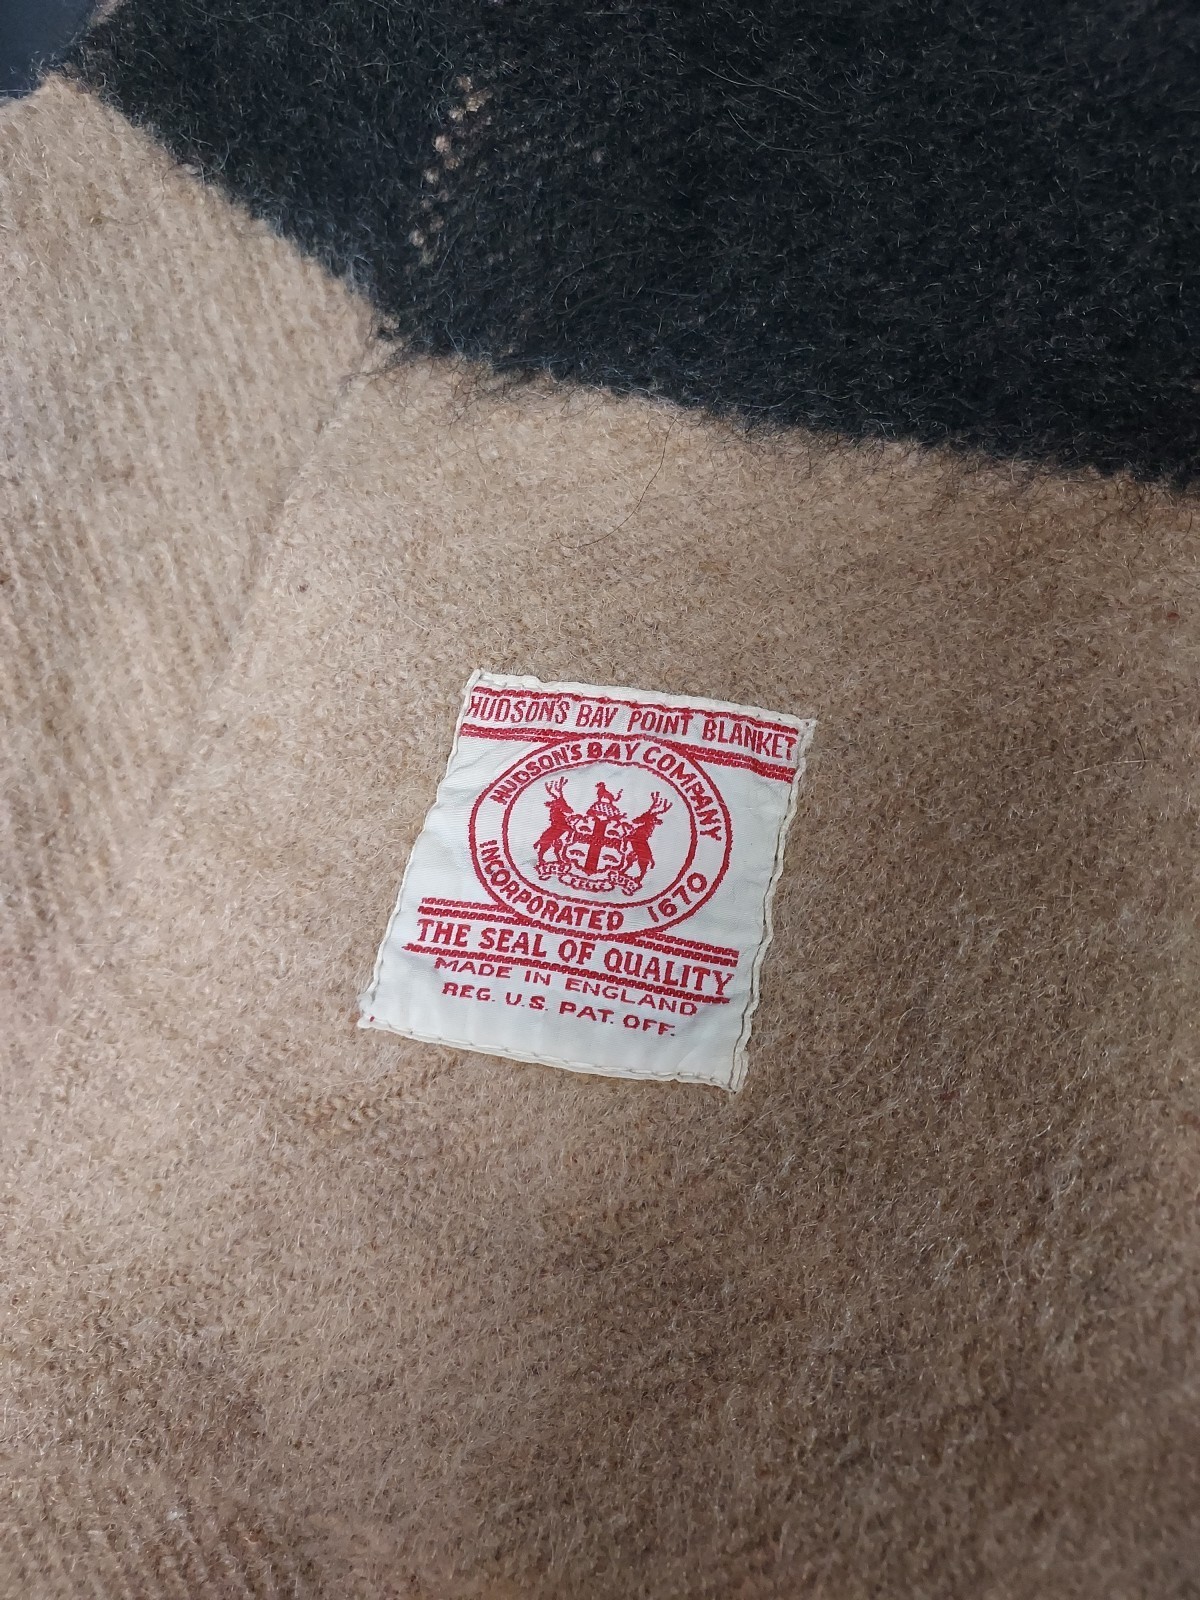 HUDSON'S BAY POINT BLANKET
HUDSON'S BAY COMPANY
INCORPORATED 1670
THE SEAL OF QUALITY
MADE IN ENGLAND
REG. U.S. PAT. OFF.